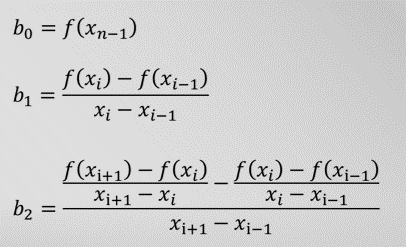 b₀ = f(xₙ₋₁)
b₁ = (f(xᵢ) − f(xᵢ₋₁)) / (xᵢ − xᵢ₋₁)
b₂ = ((f(xᵢ₊₁) − f(xᵢ)) / (xᵢ₊₁ − xᵢ) − (f(xᵢ) − f(xᵢ₋₁)) / (xᵢ − xᵢ₋₁)) / (xᵢ₊₁ − xᵢ₋₁)